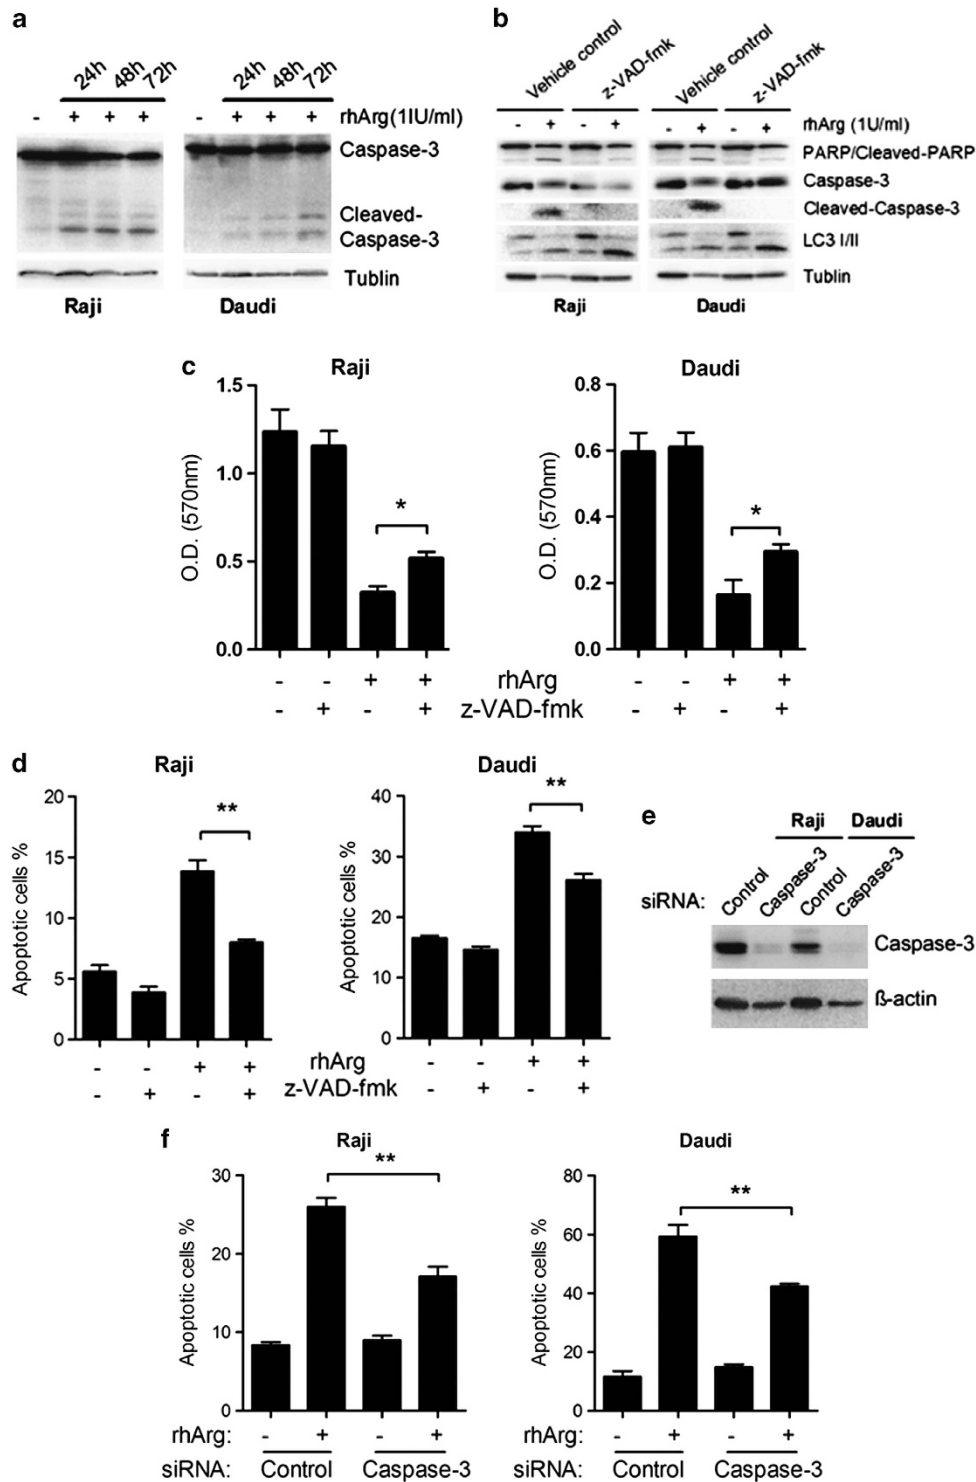 a
24h 48h 72h 24h 48h 72h
- + + + - + + + rhArg(1IU/ml)
Caspase-3
Cleaved-
Caspase-3
Tublin
Raji Daudi
b
Vehicle control z-VAD-fmk Vehicle control z-VAD-fmk
- + - + - + - + rhArg (1U/ml)
PARP/Cleaved-PARP
Caspase-3
Cleaved-Caspase-3
LC3 I/II
Tublin
Raji Daudi
c
Raji
O.D. (570nm)
1.5
1.0
0.5
0.0
*
Daudi
O.D. (570nm)
0.8
0.6
0.4
0.2
0.0
*
- - + + rhArg - - + +
- + - + z-VAD-fmk - + - +
d
Raji
Apoptotic cells %
20
15
10
5
0
**
Daudi
Apoptotic cells %
40
30
20
10
0
**
- - + + rhArg - - + +
- + - + z-VAD-fmk - + - +
e
Raji Daudi
siRNA: Control Caspase-3 Control Caspase-3
Caspase-3
ß-actin
f
Raji
Apoptotic cells %
30
20
10
0
**
Daudi
Apoptotic cells %
80
60
40
20
0
**
rhArg: - + - + rhArg: - + - +
siRNA: Control Caspase-3 siRNA: Control Caspase-3